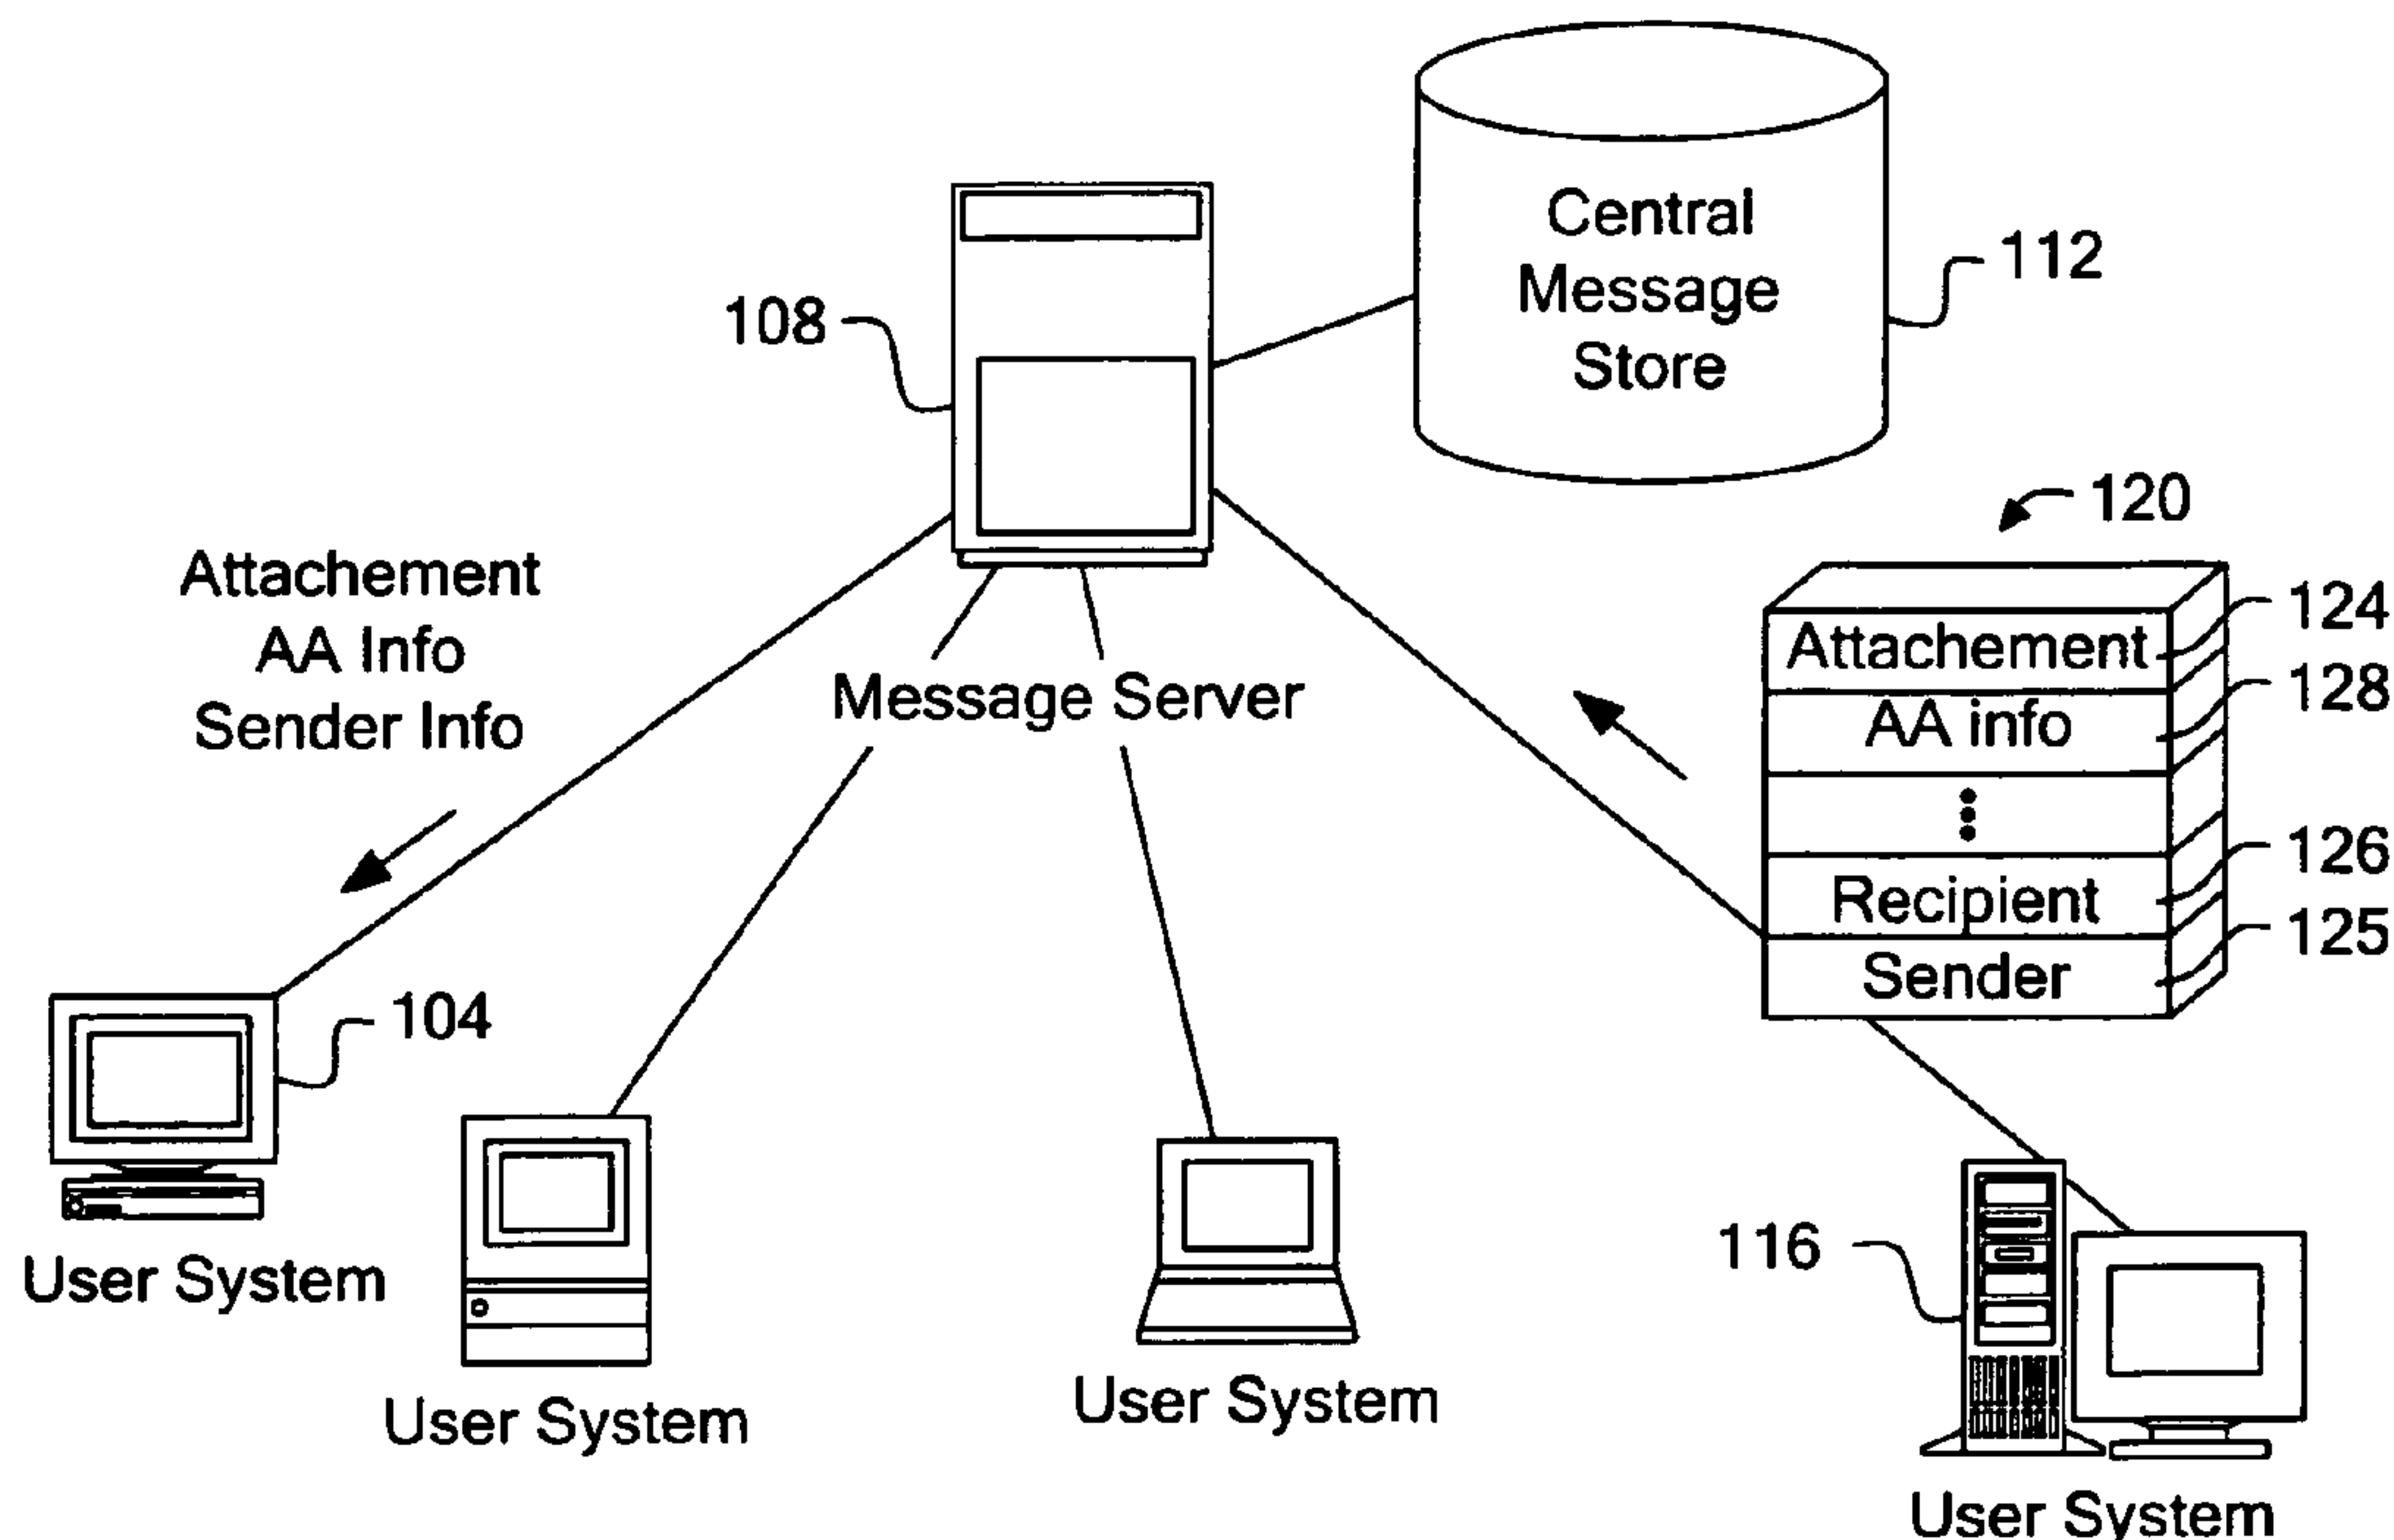 Central
Message
Store
112
108
120
Attachement
AA Info
Sender Info
Message Server
Attachement
124
AA info
128
Recipient
126
Sender
125
104
User System
User System
User System
116
User System